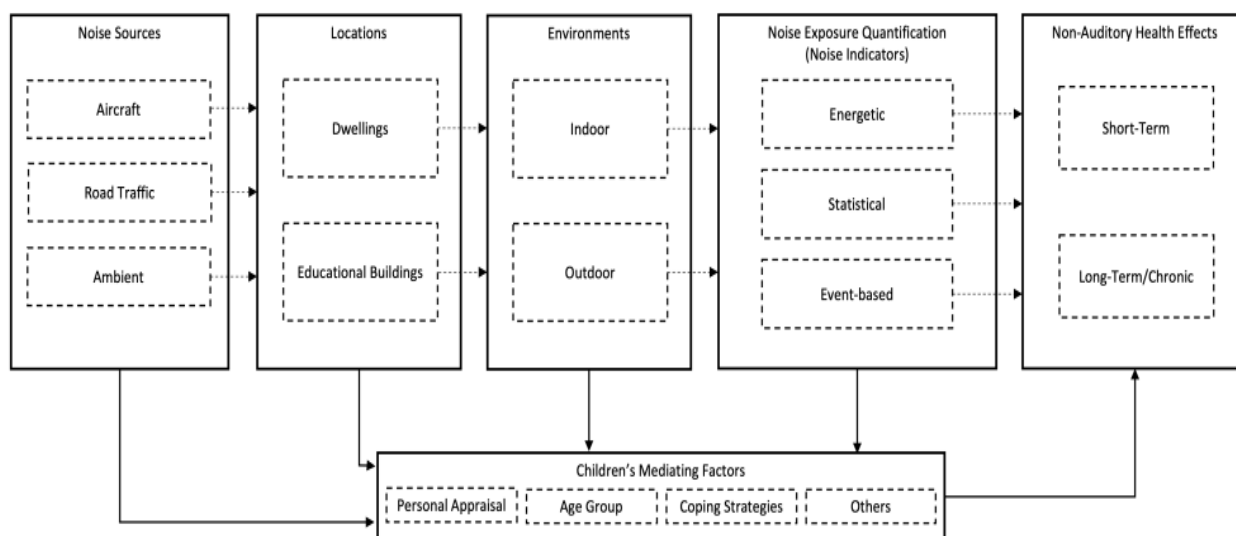 Noise Sources
Aircraft
Road Traffic
Ambient
Locations
Dwellings
Educational Buildings
Environments
Indoor
Outdoor
Noise Exposure Quantification
(Noise Indicators)
Energetic
Statistical
Event-based
Non-Auditory Health Effects
Short-Term
Long-Term/Chronic
Children's Mediating Factors
Personal Appraisal
Age Group
Coping Strategies
Others